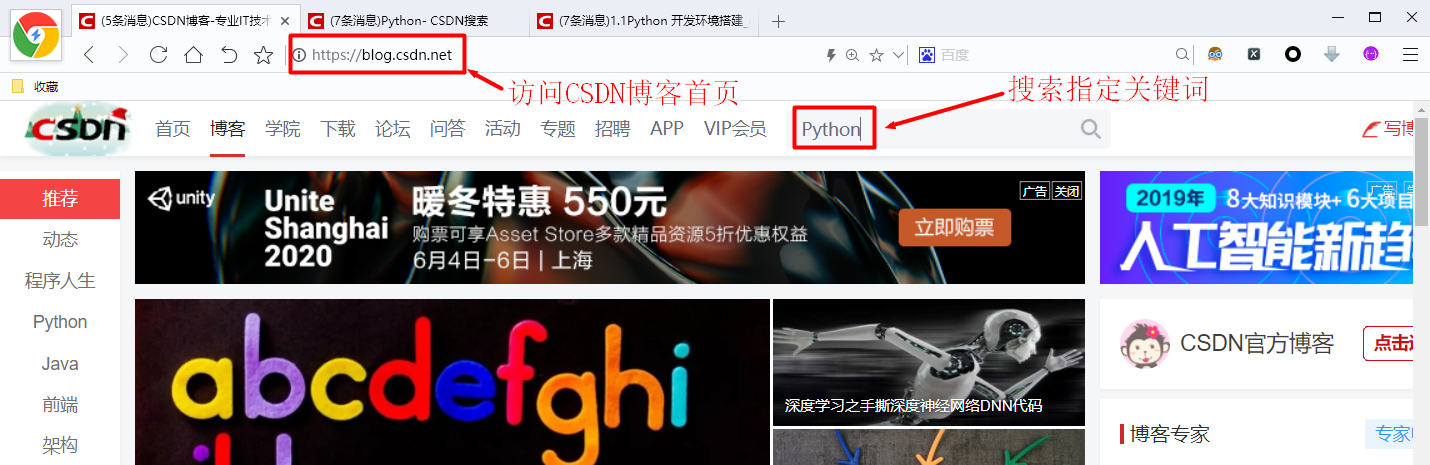 (5条消息)CSDN博客-专业IT技术
(7条消息)Python- CSDN搜索
(7条消息)1.1Python 开发环境搭建_
https://blog.csdn.net
百度
收藏
访问CSDN博客首页
搜索指定关键词
CSDN
首页 博客 学院 下载 论坛 问答 活动 专题 招聘 APP VIP会员
Python
写博
推荐
动态
程序人生
Python
Java
前端
架构
unity
Unite
Shanghai
2020
暖冬特惠 550元
购票可享Asset Store多款精品资源5折优惠权益
6月4日-6日 | 上海
立即购票
广告 关闭
2019年 8大知识模块+ 6大项目
人工智能新趋
广告
abcdefghi
深度学习之手撕深度神经网络DNN代码
CSDN官方博客
点击
博客专家
专家